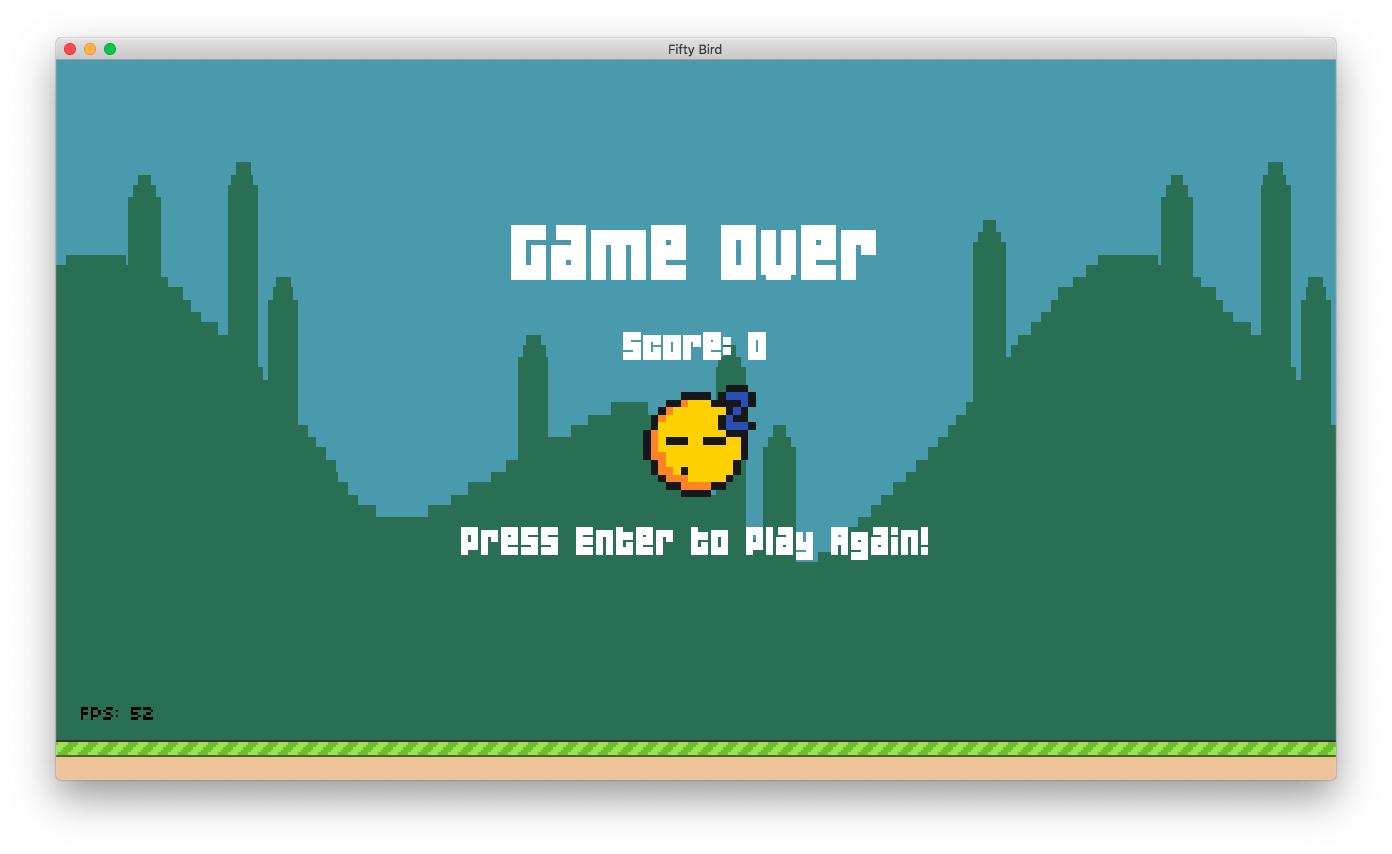 Fifty Bird
Game Over
Score: 0
Press Enter to Play Again!
FPS: 52